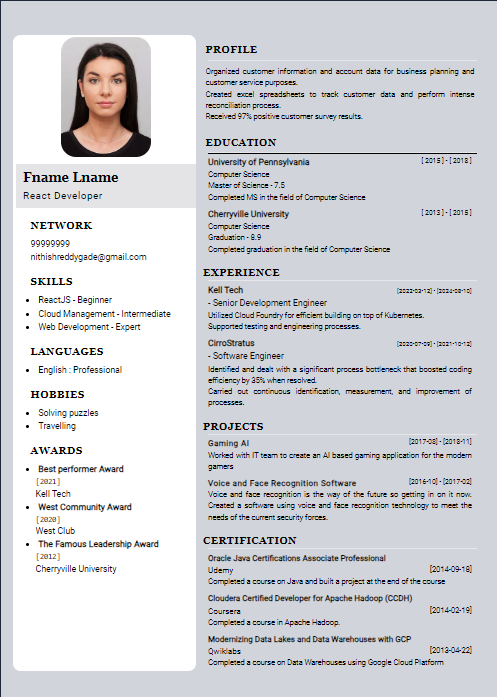 Fname Lname
React Developer
NETWORK
99999999
nithishreddygade@gmail.com
SKILLS
ReactJS - Beginner
Cloud Management - Intermediate
Web Development - Expert
LANGUAGES
English : Professional
HOBBIES
Solving puzzles
Travelling
AWARDS
Best performer Award
[2021]
Kell Tech
West Community Award
[2020]
West Club
The Famous Leadership Award
[2012]
Cherryville University
PROFILE
Organized customer information and account data for business planning and
customer service purposes.
Created excel spreadsheets to track customer data and perform intense
reconciliation process.
Received 97% positive customer survey results.
EDUCATION
University of Pennsylvania [ 2015 ] - [ 2018 ]
Computer Science
Master of Science - 7.5
Completed MS in the field of Computer Science
Cherryville University [ 2013 ] - [ 2015 ]
Computer Science
Graduation - 8.9
Completed graduation in the field of Computer Science
EXPERIENCE
Kell Tech [2022-03-12] - [2024-08-10]
- Senior Development Engineer
Utilized Cloud Foundry for efficient building on top of Kubernetes.
Supported testing and engineering processes.
CirroStratus [2020-07-09] - [2021-10-12]
- Software Engineer
Identified and dealt with a significant process bottleneck that boosted coding
efficiency by 35% when resolved.
Carried out continuous identification, measurement, and improvement of
processes.
PROJECTS
Gaming AI [2017-08] - [2018-11]
Worked with IT team to create an AI based gaming application for the modern
gamers
Voice and Face Recognition Software [2016-10] - [2017-02]
Voice and face recognition is the way of the future so getting in on it now.
Created a software using voice and face recognition technology to meet the
needs of the current security forces.
CERTIFICATION
Oracle Java Certifications Associate Professional
Udemy [2014-09-18]
Completed a course on Java and built a project at the end of the course
Cloudera Certified Developer for Apache Hadoop (CCDH)
Coursera [2014-02-19]
Completed a course in Apache Hadoop.
Modernizing Data Lakes and Data Warehouses with GCP
Qwiklabs [2013-04-22]
Completed a course on Data Warehouses using Google Cloud Platform